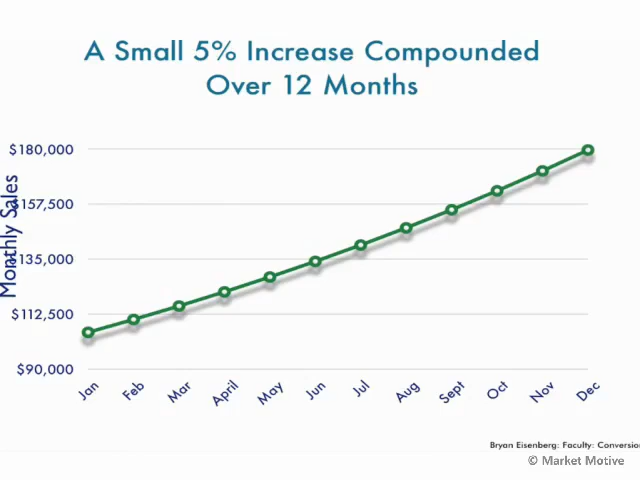 A Small 5% Increase Compounded
Over 12 Months
Monthly Sales
$180,000
$157,500
$135,000
$112,500
$90,000
Jan
Feb
Mar
April
May
Jun
Jul
Aug
Sept
Oct
Nov
Dec
Bryan Eisenberg: Faculty: Conversion
© Market Motive